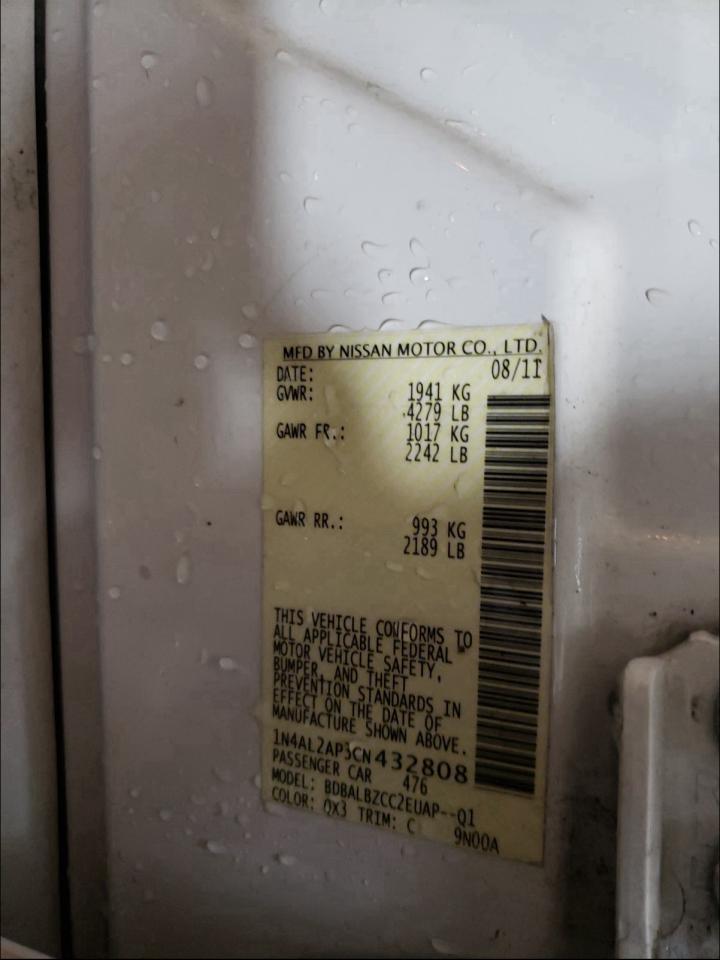 MFD BY NISSAN MOTOR CO., LTD.
DATE: 08/11
GVWR: 1941 KG
4279 LB
GAWR FR.: 1017 KG
2242 LB
GAWR RR.: 993 KG
2189 LB
THIS VEHICLE CONFORMS TO
ALL APPLICABLE FEDERAL
MOTOR VEHICLE SAFETY,
BUMPER, AND THEFT
PREVENTION STANDARDS IN
EFFECT ON THE DATE OF
MANUFACTURE SHOWN ABOVE.
1N4AL2AP3CN432808
PASSENGER CAR 476
MODEL: BDBALBZCC2EUAP--Q1
COLOR: QX3 TRIM: C 9N00A